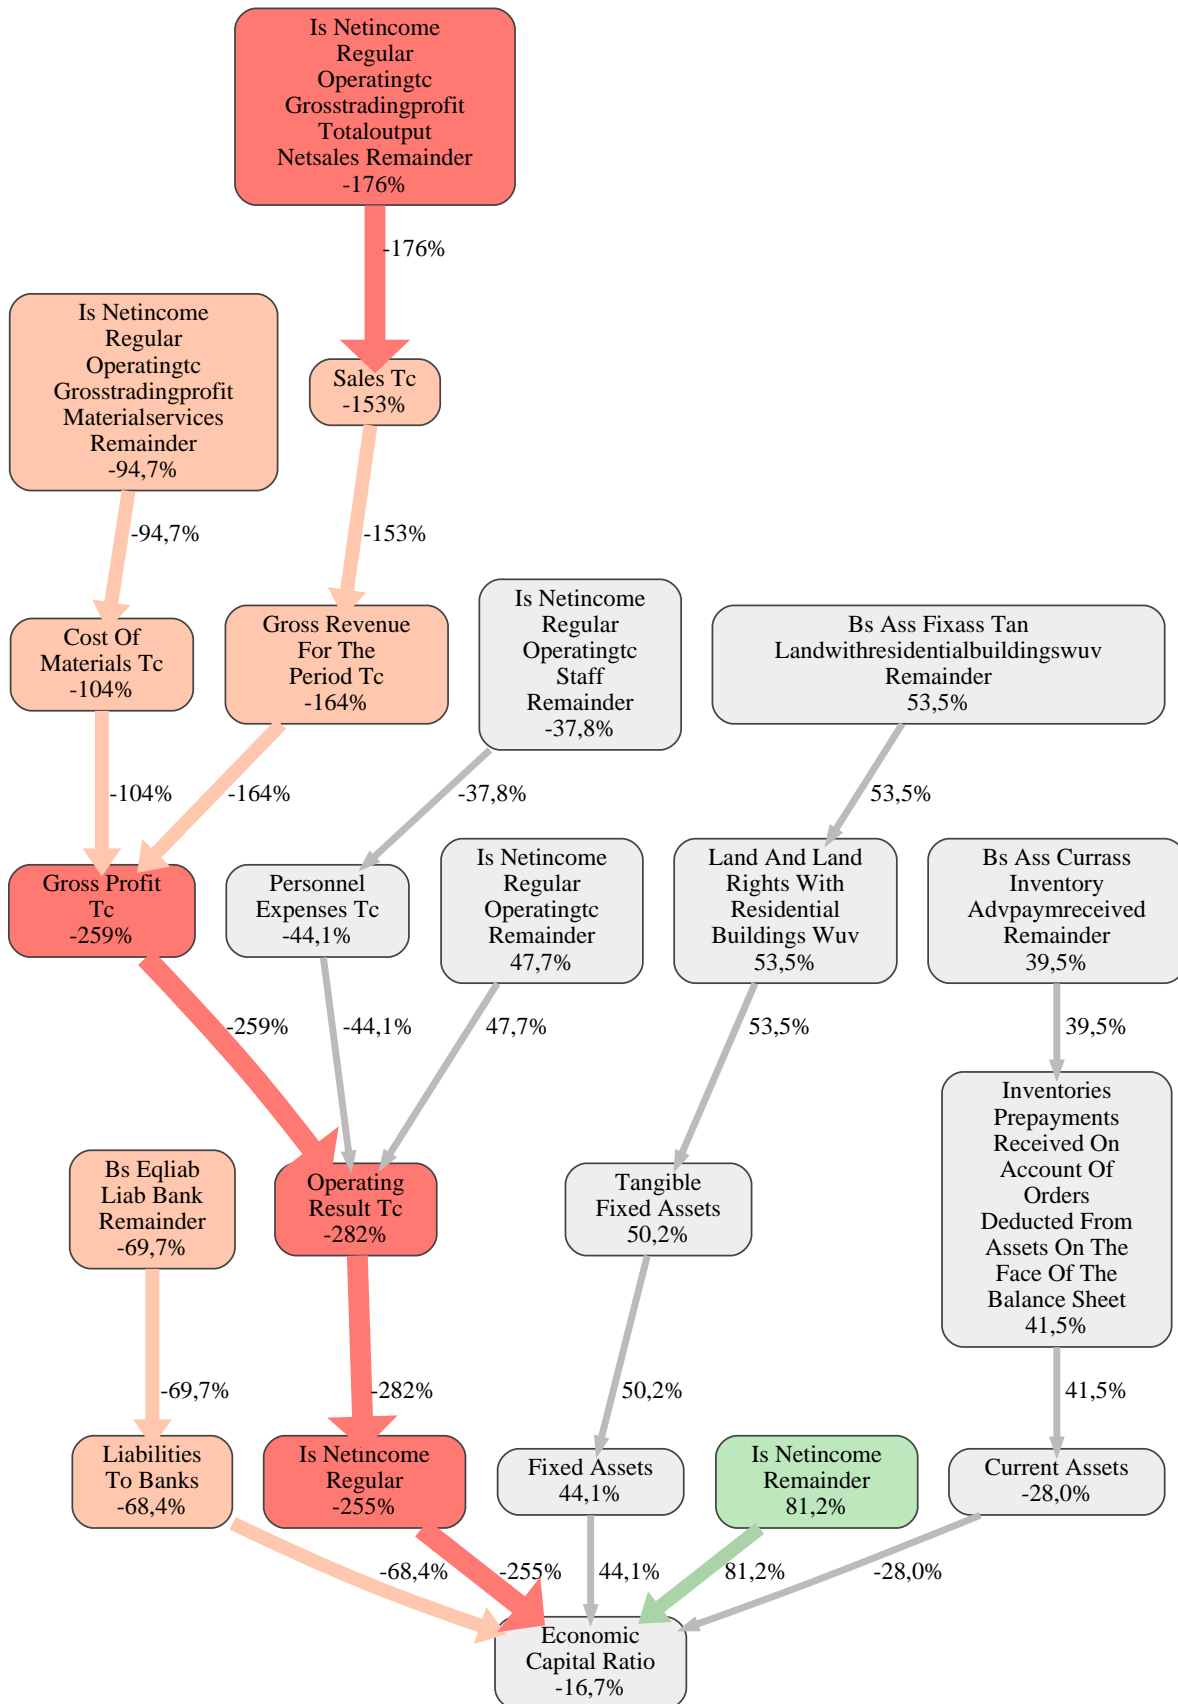 Is Netincome
Regular
Operatingtc
Grosstradingprofit
Totaloutput
Netsales Remainder
-176%
-176%
Is Netincome
Regular
Operatingtc
Grosstradingprofit
Materialservices
Remainder
-94,7%
Sales Tc
-153%
-94,7%
-153%
Cost Of
Materials Tc
-104%
Gross Revenue
For The
Period Tc
-164%
Is Netincome
Regular
Operatingtc
Staff
Remainder
-37,8%
Bs Ass Fixass Tan
Landwithresidentialbuildingswuv
Remainder
53,5%
-104%
-164%
-37,8%
53,5%
Gross Profit
Tc
-259%
Personnel
Expenses Tc
-44,1%
Is Netincome
Regular
Operatingtc
Remainder
47,7%
Land And Land
Rights With
Residential
Buildings Wuv
53,5%
Bs Ass Currass
Inventory
Advpaymreceived
Remainder
39,5%
-259%
-44,1%
47,7%
53,5%
39,5%
Bs Eqliab
Liab Bank
Remainder
-69,7%
Operating
Result Tc
-282%
Tangible
Fixed Assets
50,2%
Inventories
Prepayments
Received On
Account Of
Orders
Deducted From
Assets On The
Face Of The
Balance Sheet
41,5%
-69,7%
-282%
50,2%
41,5%
Liabilities
To Banks
-68,4%
Is Netincome
Regular
-255%
Fixed Assets
44,1%
Is Netincome
Remainder
81,2%
Current Assets
-28,0%
-68,4%
-255%
44,1%
81,2%
-28,0%
Economic
Capital Ratio
-16,7%